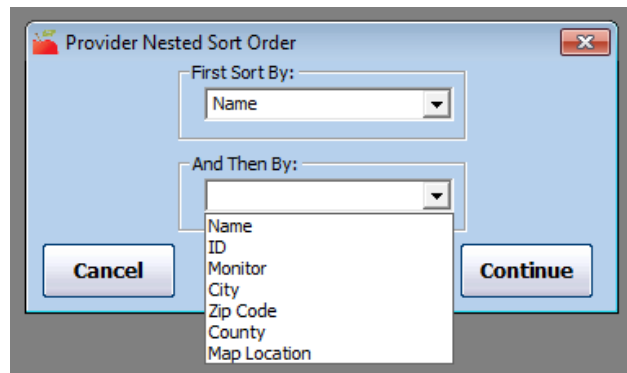 Provider Nested Sort Order
First Sort By:
Name
And Then By:
Name
ID
Monitor
City
Zip Code
County
Map Location
Cancel
Continue